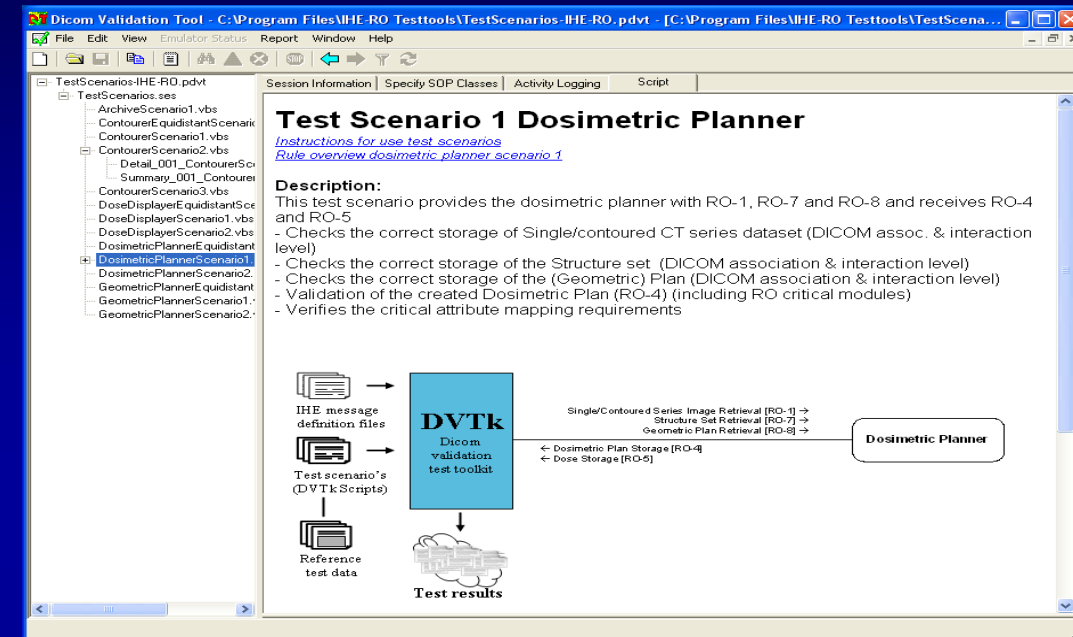 Dicom Validation Tool - C:\Program Files\IHE-RO Testtools\TestScenarios-IHE-RO.pdvt - [C:\Program Files\IHE-RO Testtools\TestScena...
File Edit View Emulator Status Report Window Help
TestScenarios-IHE-RO.pdvt
TestScenarios.ses
ArchiveScenario1.vbs
ContourerEquidistantScenari
ContourerScenario1.vbs
ContourerScenario2.vbs
Detail_001_ContourerSc
Summary_001_Contourer
ContourerScenario3.vbs
DoseDisplayerEquidistantSce
DoseDisplayerScenario1.vbs
DoseDisplayerScenario2.vbs
DosimetricPlannerEquidistant
DosimetricPlannerScenario1.
DosimetricPlannerScenario2.
GeometricPlannerEquidistant
GeometricPlannerScenario1.
GeometricPlannerScenario2.
Session Information Specify SOP Classes Activity Logging Script
Test Scenario 1 Dosimetric Planner
Instructions for use test scenarios
Rule overview dosimetric planner scenario 1
Description:
This test scenario provides the dosimetric planner with RO-1, RO-7 and RO-8 and receives RO-4
and RO-5
- Checks the correct storage of Single/contoured CT series dataset (DICOM assoc. & interaction
level)
- Checks the correct storage of the Structure set (DICOM association & interaction level)
- Checks the correct storage of the (Geometric) Plan (DICOM association & interaction level)
- Validation of the created Dosimetric Plan (RO-4) (including RO critical modules)
- Verifies the critical attribute mapping requirements
IHE message
definition files
Test scenario's
(DVTk Scripts)
Reference
test data
DVTk
Dicom
validation
test toolkit
Test results
Single/Contoured Series Image Retrieval [RO-1] →
Structure Set Retrieval [RO-7] →
Geometric Plan Retrieval [RO-8] →
← Dosimetric Plan Storage [RO-4]
← Dose Storage [RO-5]
Dosimetric Planner